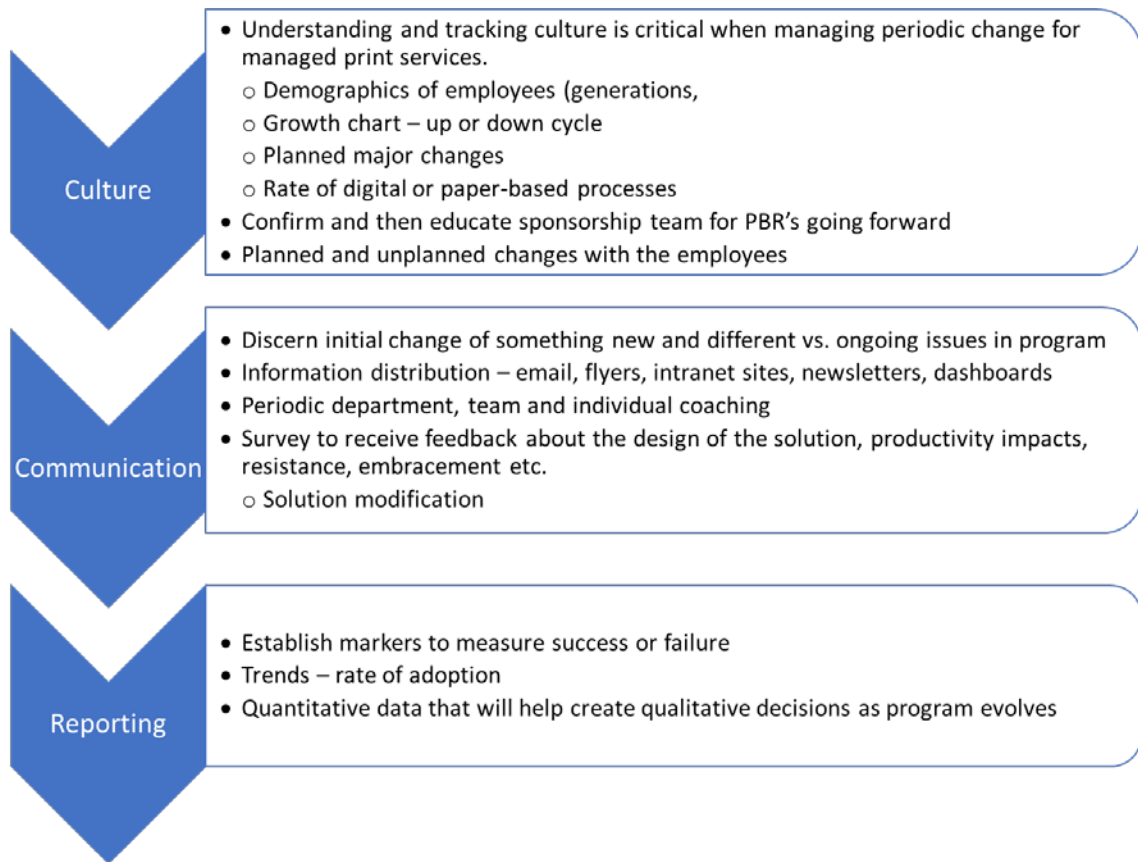 Culture
• Understanding and tracking culture is critical when managing periodic change for
managed print services.
o Demographics of employees (generations,
o Growth chart – up or down cycle
o Planned major changes
o Rate of digital or paper-based processes
• Confirm and then educate sponsorship team for PBR’s going forward
• Planned and unplanned changes with the employees
Communication
• Discern initial change of something new and different vs. ongoing issues in program
• Information distribution – email, flyers, intranet sites, newsletters, dashboards
• Periodic department, team and individual coaching
• Survey to receive feedback about the design of the solution, productivity impacts,
resistance, embracement etc.
o Solution modification
Reporting
• Establish markers to measure success or failure
• Trends – rate of adoption
• Quantitative data that will help create qualitative decisions as program evolves